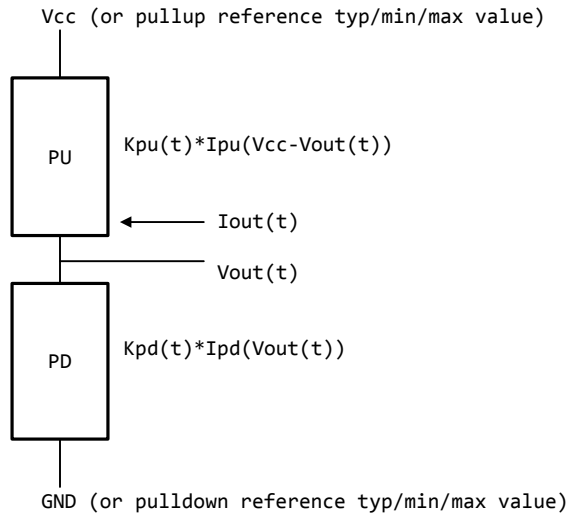 Vcc (or pullup reference typ/min/max value)
PU
Kpu(t)*Ipu(Vcc-Vout(t))
Iout(t)
Vout(t)
PD
Kpd(t)*Ipd(Vout(t))
GND (or pulldown reference typ/min/max value)